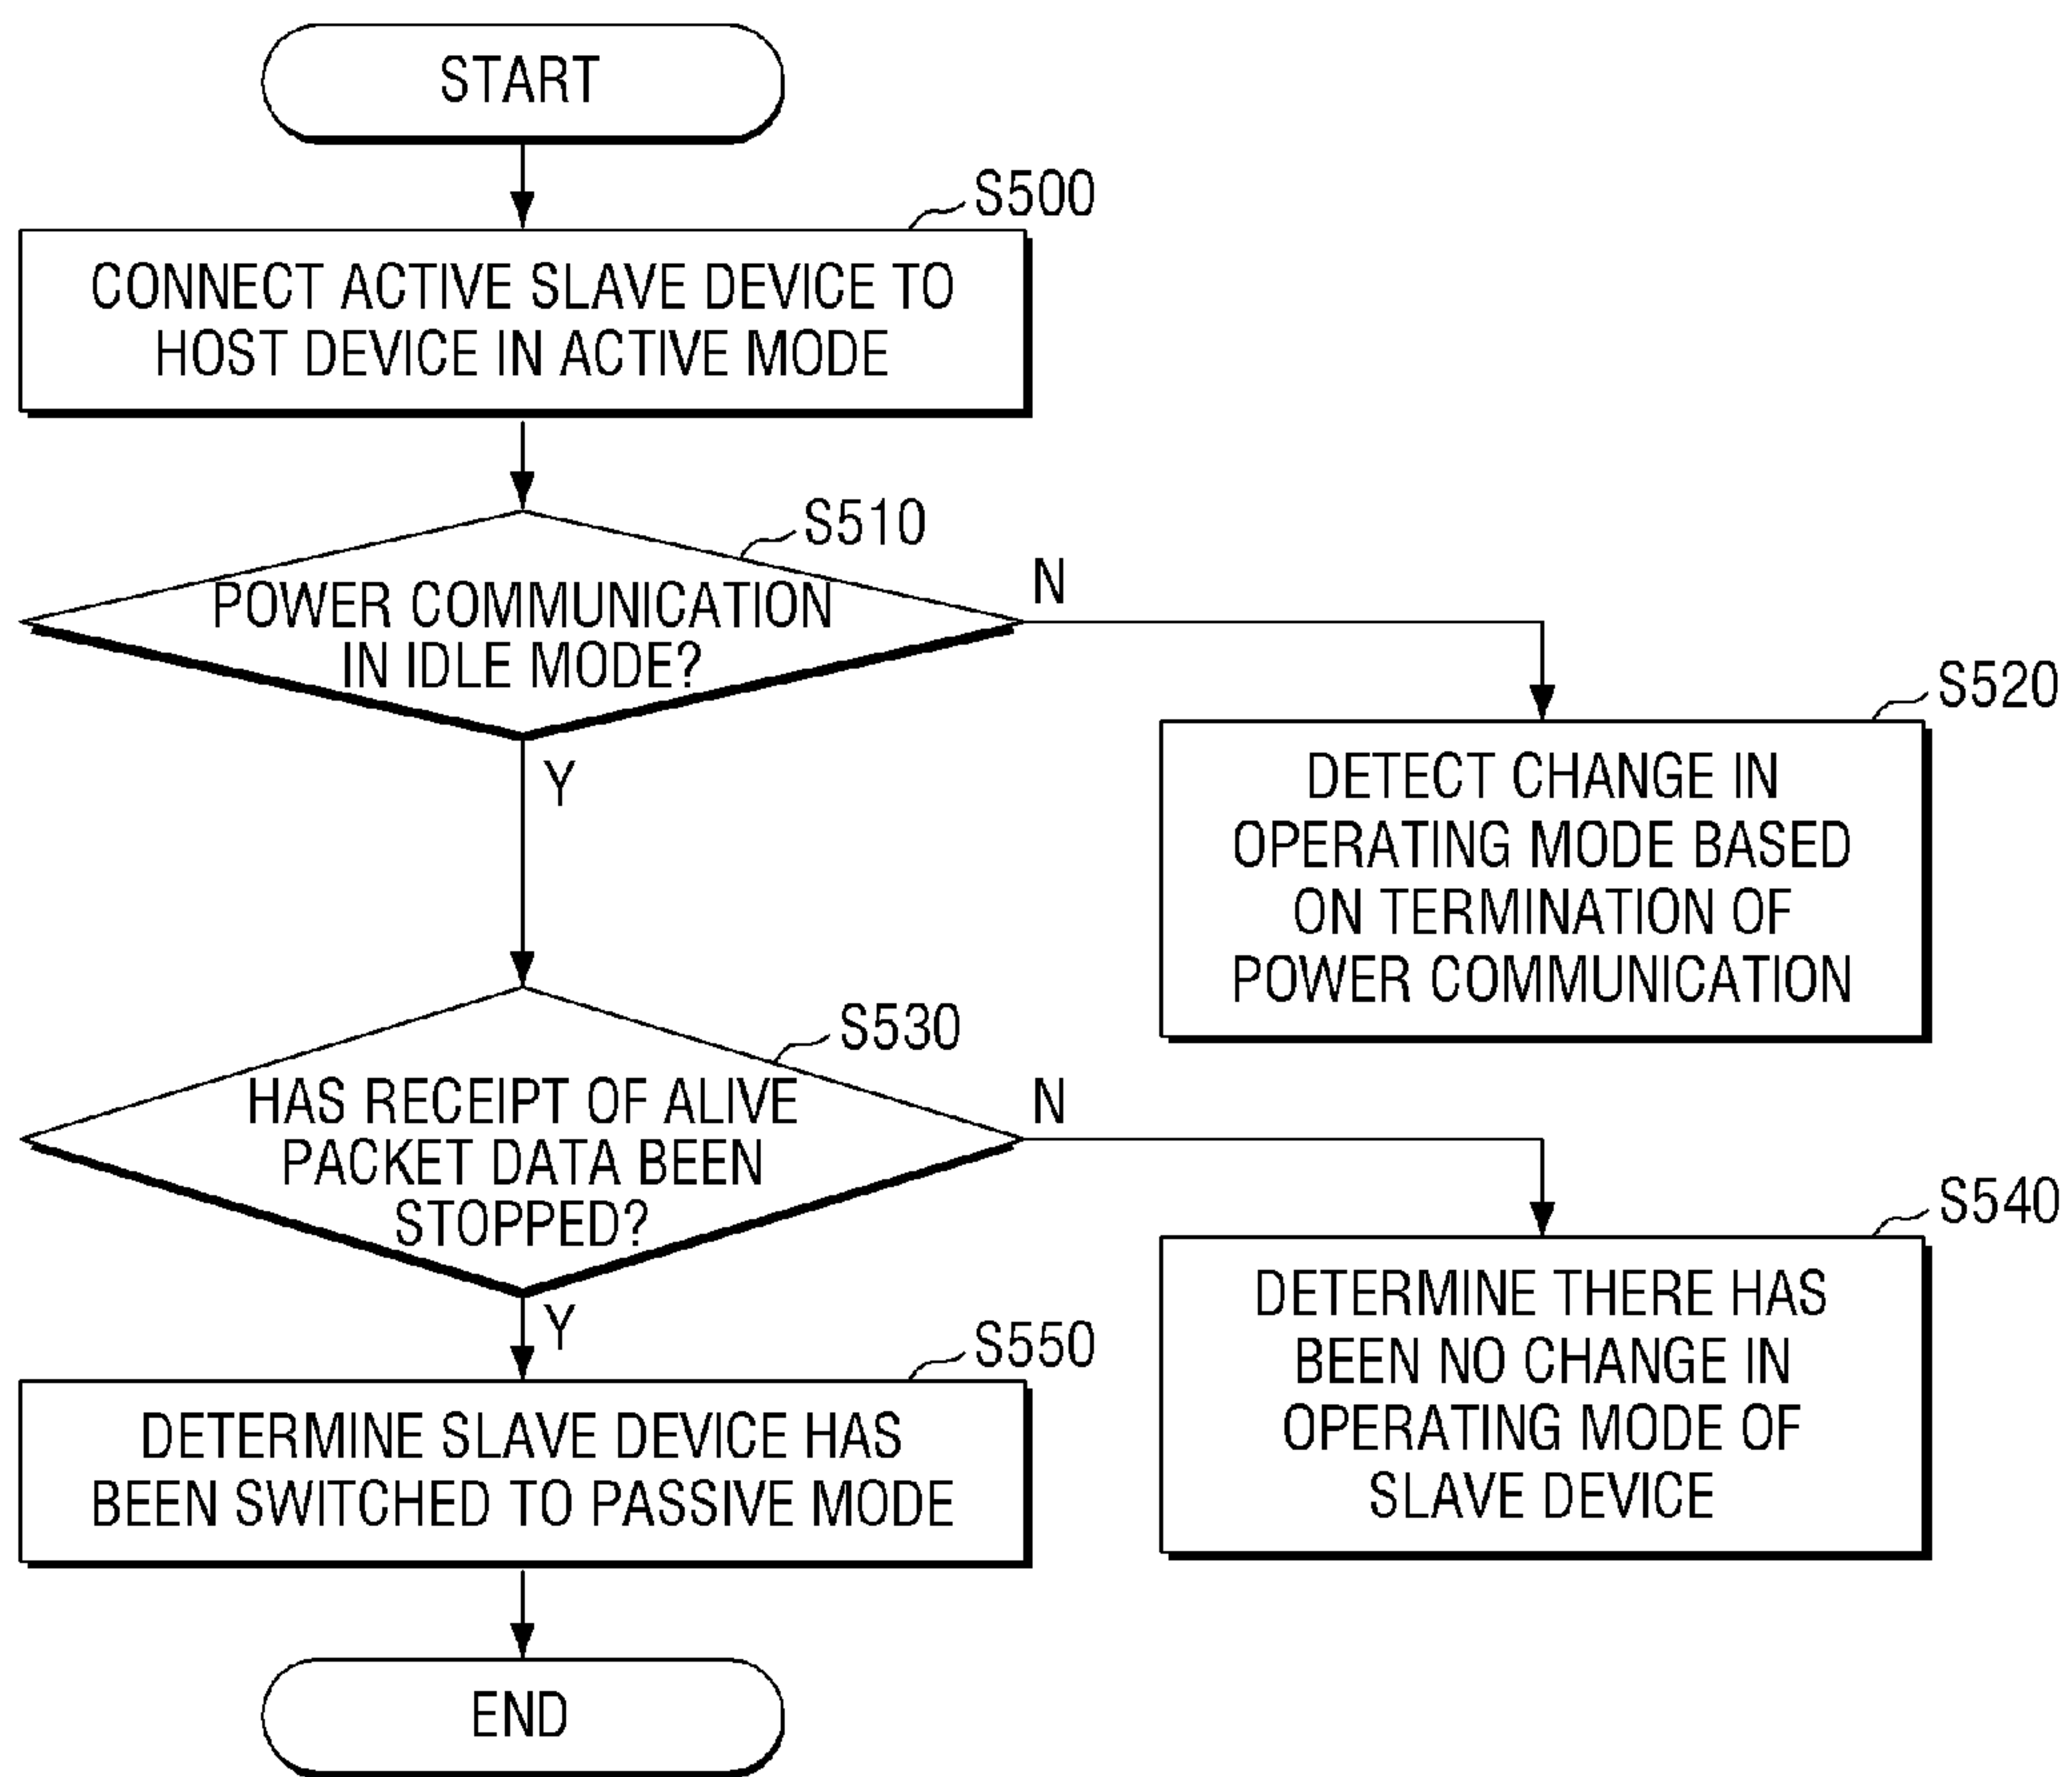 START
S500
CONNECT ACTIVE SLAVE DEVICE TO
HOST DEVICE IN ACTIVE MODE
S510
POWER COMMUNICATION
IN IDLE MODE?
N
Y
S520
DETECT CHANGE IN
OPERATING MODE BASED
ON TERMINATION OF
POWER COMMUNICATION
S530
HAS RECEIPT OF ALIVE
PACKET DATA BEEN
STOPPED?
N
Y
S540
DETERMINE THERE HAS
BEEN NO CHANGE IN
OPERATING MODE OF
SLAVE DEVICE
S550
DETERMINE SLAVE DEVICE HAS
BEEN SWITCHED TO PASSIVE MODE
END